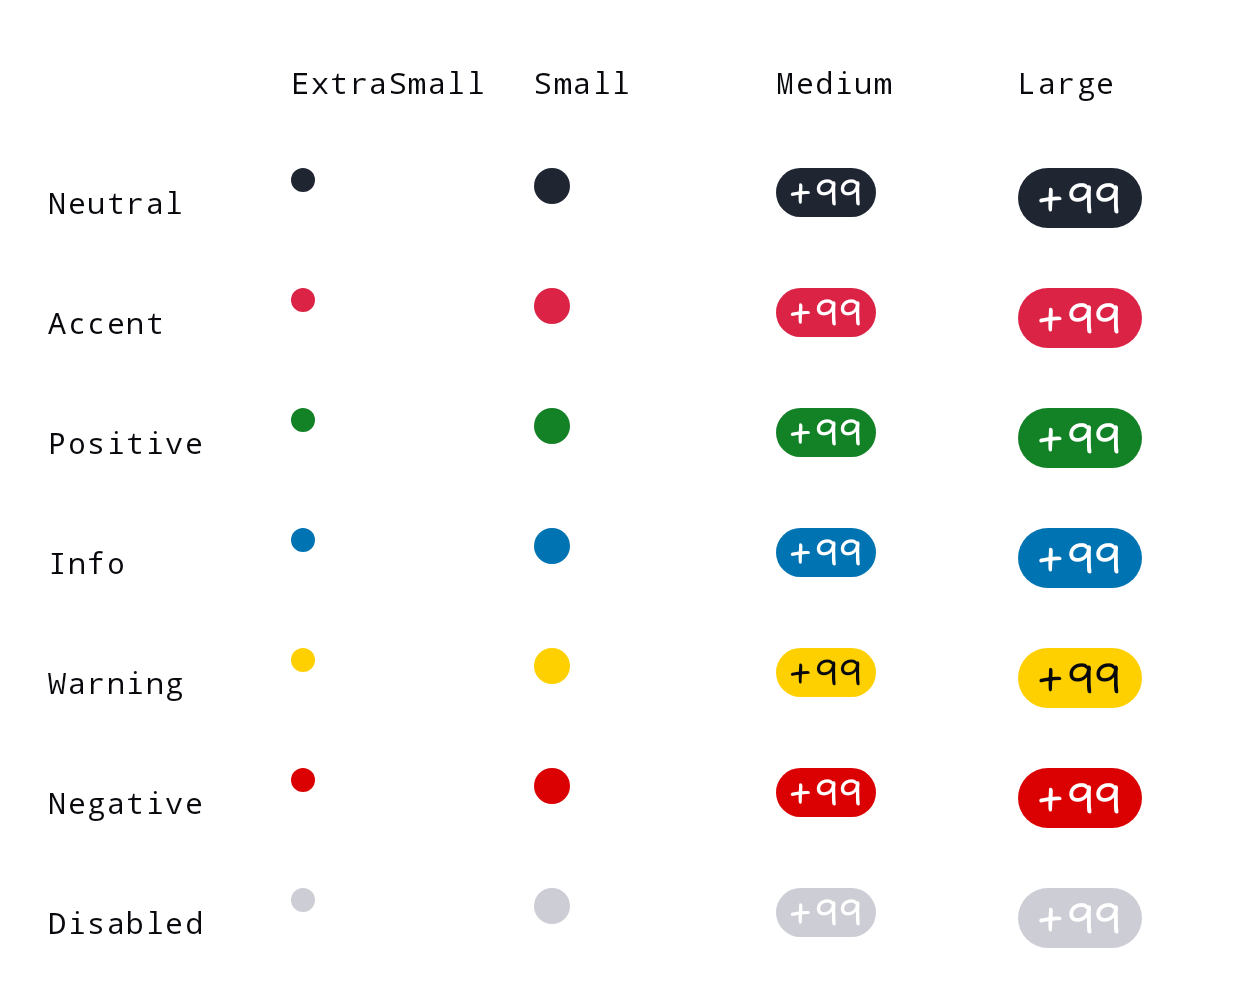 ExtraSmall Small Medium Large
Neutral +99 +99
Accent +99 +99
Positive +99 +99
Info +99 +99
Warning +99 +99
Negative +99 +99
Disabled +99 +99